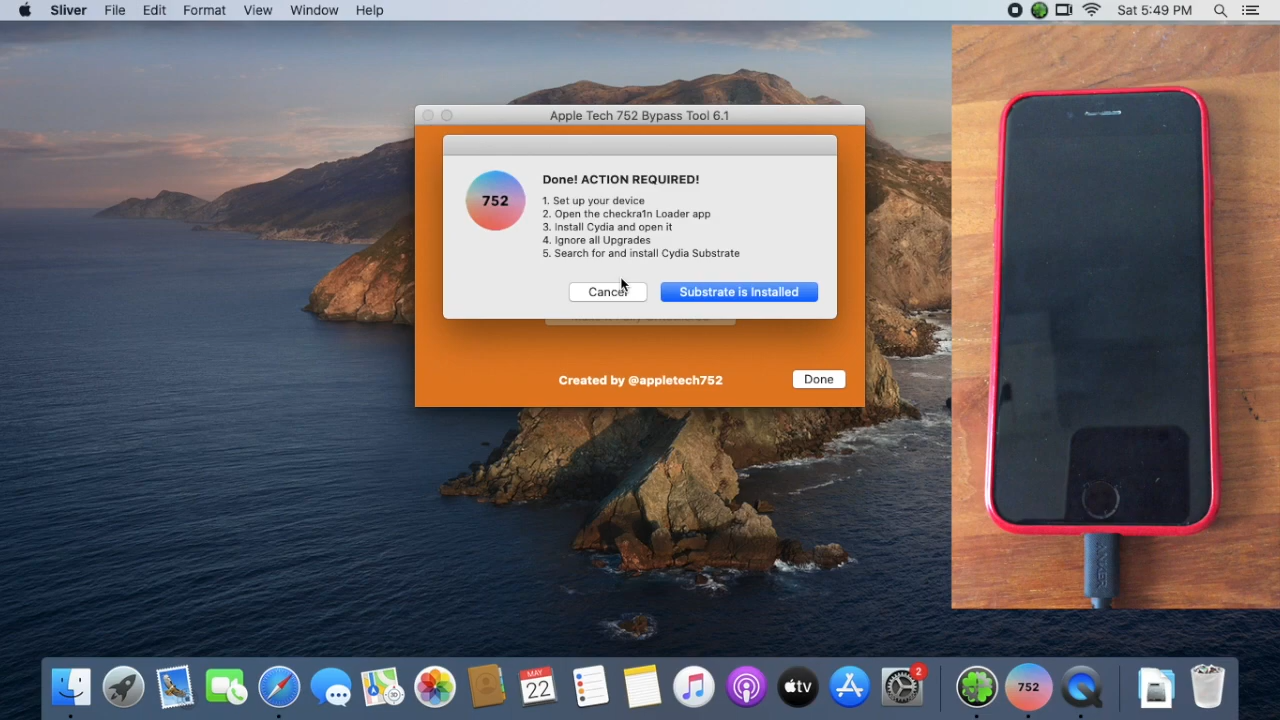 Sliver File Edit Format View Window Help
Sat 5:49 PM
Apple Tech 752 Bypass Tool 6.1
752
Done! ACTION REQUIRED!
1. Set up your device
2. Open the checkra1n Loader app
3. Install Cydia and open it
4. Ignore all Upgrades
5. Search for and install Cydia Substrate
Cancel
Substrate is Installed
Created by @appletech752
Done
ANKER
MAY
22
3D
tv
2
752